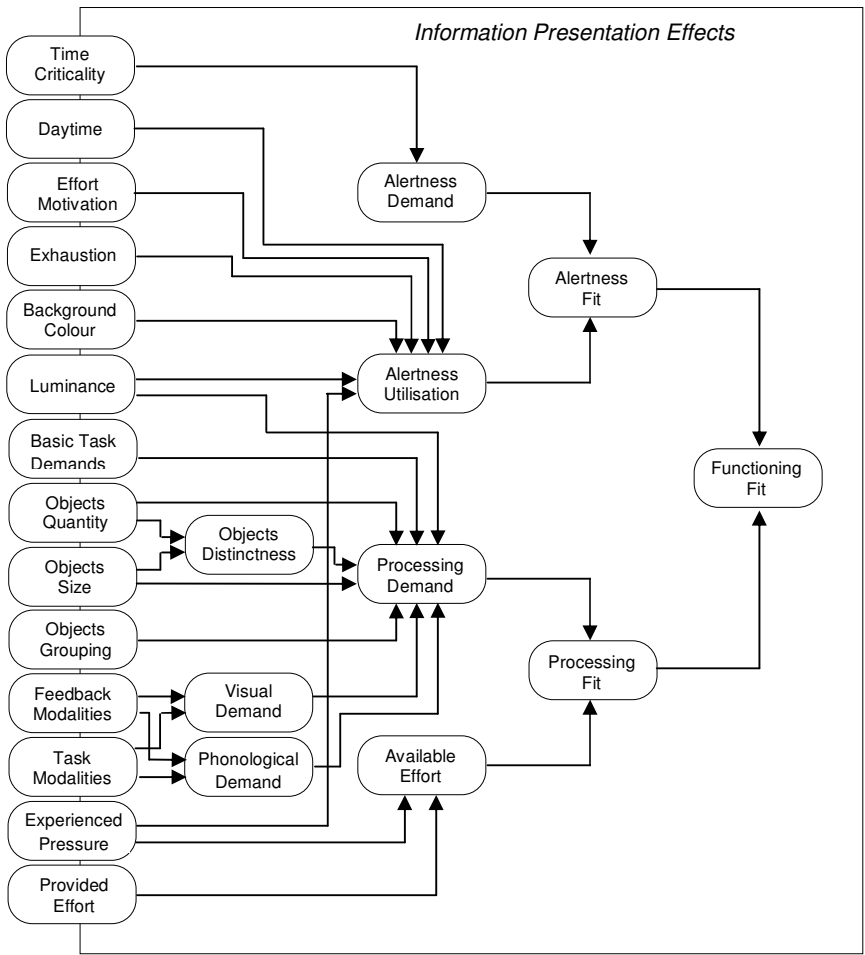 Information Presentation Effects
Time
Criticality
Daytime
Effort
Motivation
Exhaustion
Background
Colour
Luminance
Basic Task
Demands
Objects
Quantity
Objects
Size
Objects
Grouping
Feedback
Modalities
Task
Modalities
Experienced
Pressure
Provided
Effort
Objects
Distinctness
Visual
Demand
Phonological
Demand
Alertness
Demand
Alertness
Utilisation
Processing
Demand
Available
Effort
Alertness
Fit
Processing
Fit
Functioning
Fit